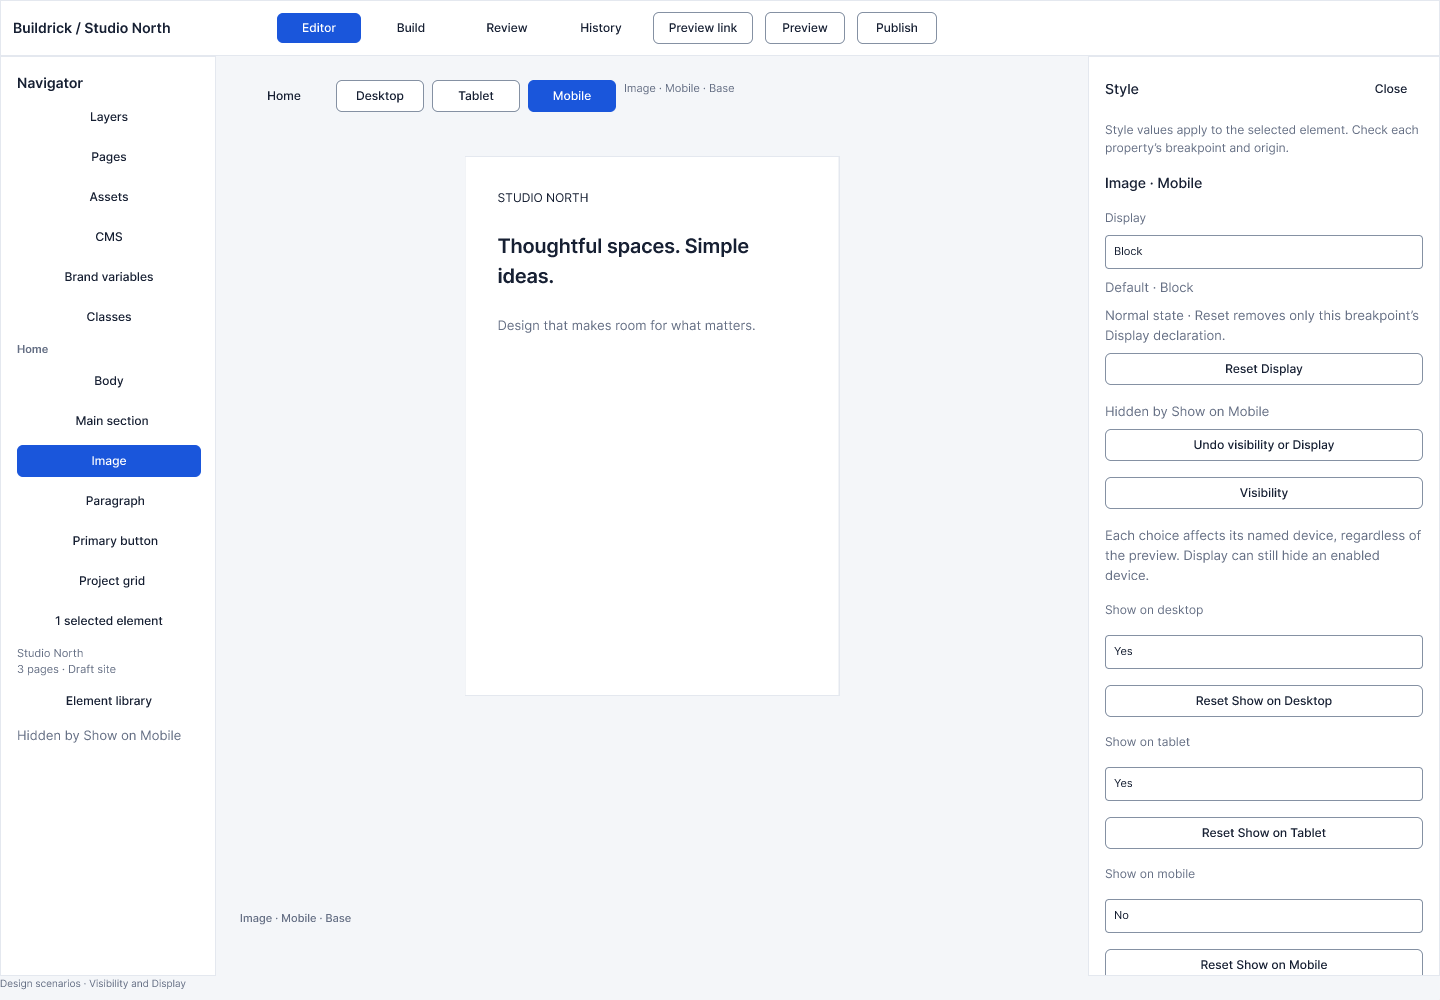 Buildrick / Studio North
Editor
Build
Review
History
Preview link
Preview
Publish
Navigator
Layers
Pages
Assets
CMS
Brand variables
Classes
Home
Body
Main section
Image
Paragraph
Primary button
Project grid
1 selected element
Studio North
3 pages · Draft site
Element library
Hidden by Show on Mobile
Home
Desktop
Tablet
Mobile
Image · Mobile · Base
STUDIO NORTH
Thoughtful spaces. Simple
ideas.
Design that makes room for what matters.
Image · Mobile · Base
Style
Close
Style values apply to the selected element. Check each
property’s breakpoint and origin.
Image · Mobile
Display
Block
Default · Block
Normal state · Reset removes only this breakpoint’s
Display declaration.
Reset Display
Hidden by Show on Mobile
Undo visibility or Display
Visibility
Each choice affects its named device, regardless of
the preview. Display can still hide an enabled
device.
Show on desktop
Yes
Reset Show on Desktop
Show on tablet
Yes
Reset Show on Tablet
Show on mobile
No
Reset Show on Mobile
Design scenarios · Visibility and Display